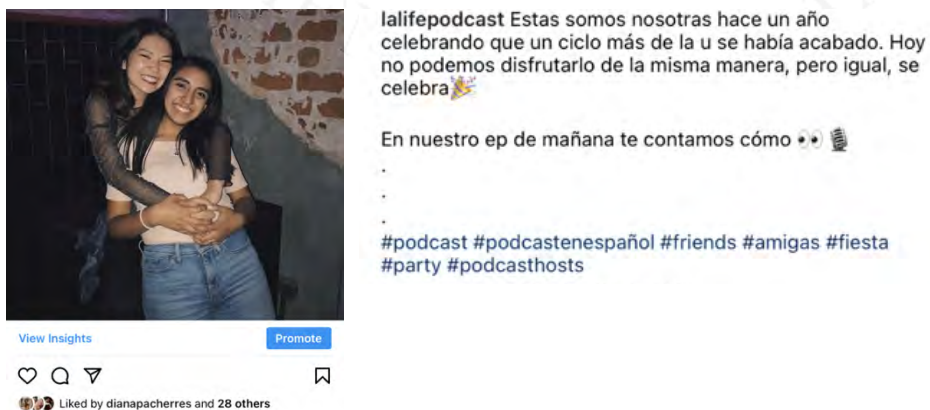 View Insights
Promote
Liked by dianapacherres and 28 others
lalifepodcast Estas somos nosotras hace un año
celebrando que un ciclo más de la u se había acabado. Hoy
no podemos disfrutarlo de la misma manera, pero igual, se
celebra🎉
En nuestro ep de mañana te contamos cómo 👀 🎙️
.
.
.
#podcast #podcastenespañol #friends #amigas #fiesta
#party #podcasthosts